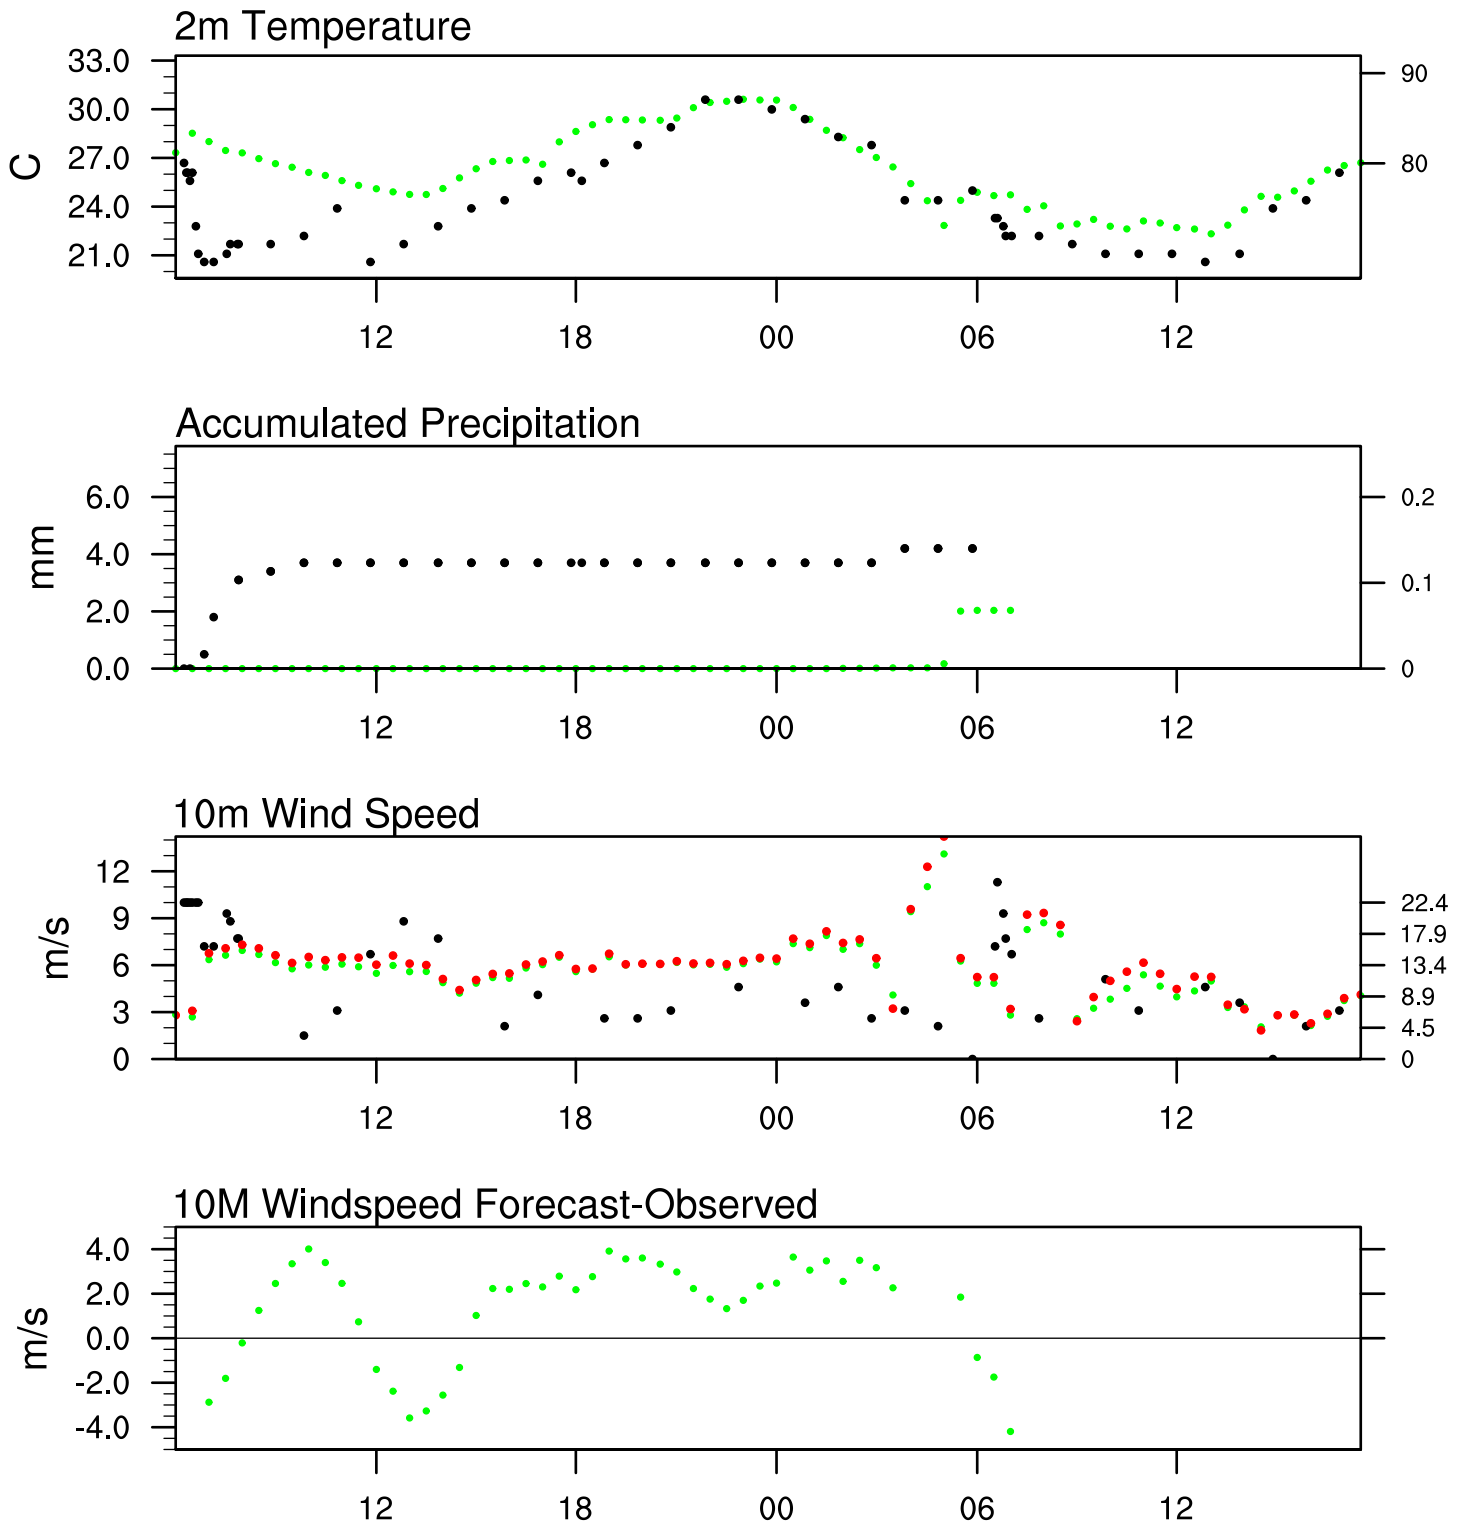 2m Temperature
33.0
30.0
27.0
24.0
21.0
C
90
80
12 18 00 06 12
Accumulated Precipitation
6.0
4.0
2.0
0.0
mm
0.2
0.1
0
12 18 00 06 12
10m Wind Speed
12
9
6
3
0
m/s
22.4
17.9
13.4
8.9
4.5
0
12 18 00 06 12
10M Windspeed Forecast-Observed
4.0
2.0
0.0
-2.0
-4.0
m/s
12 18 00 06 12